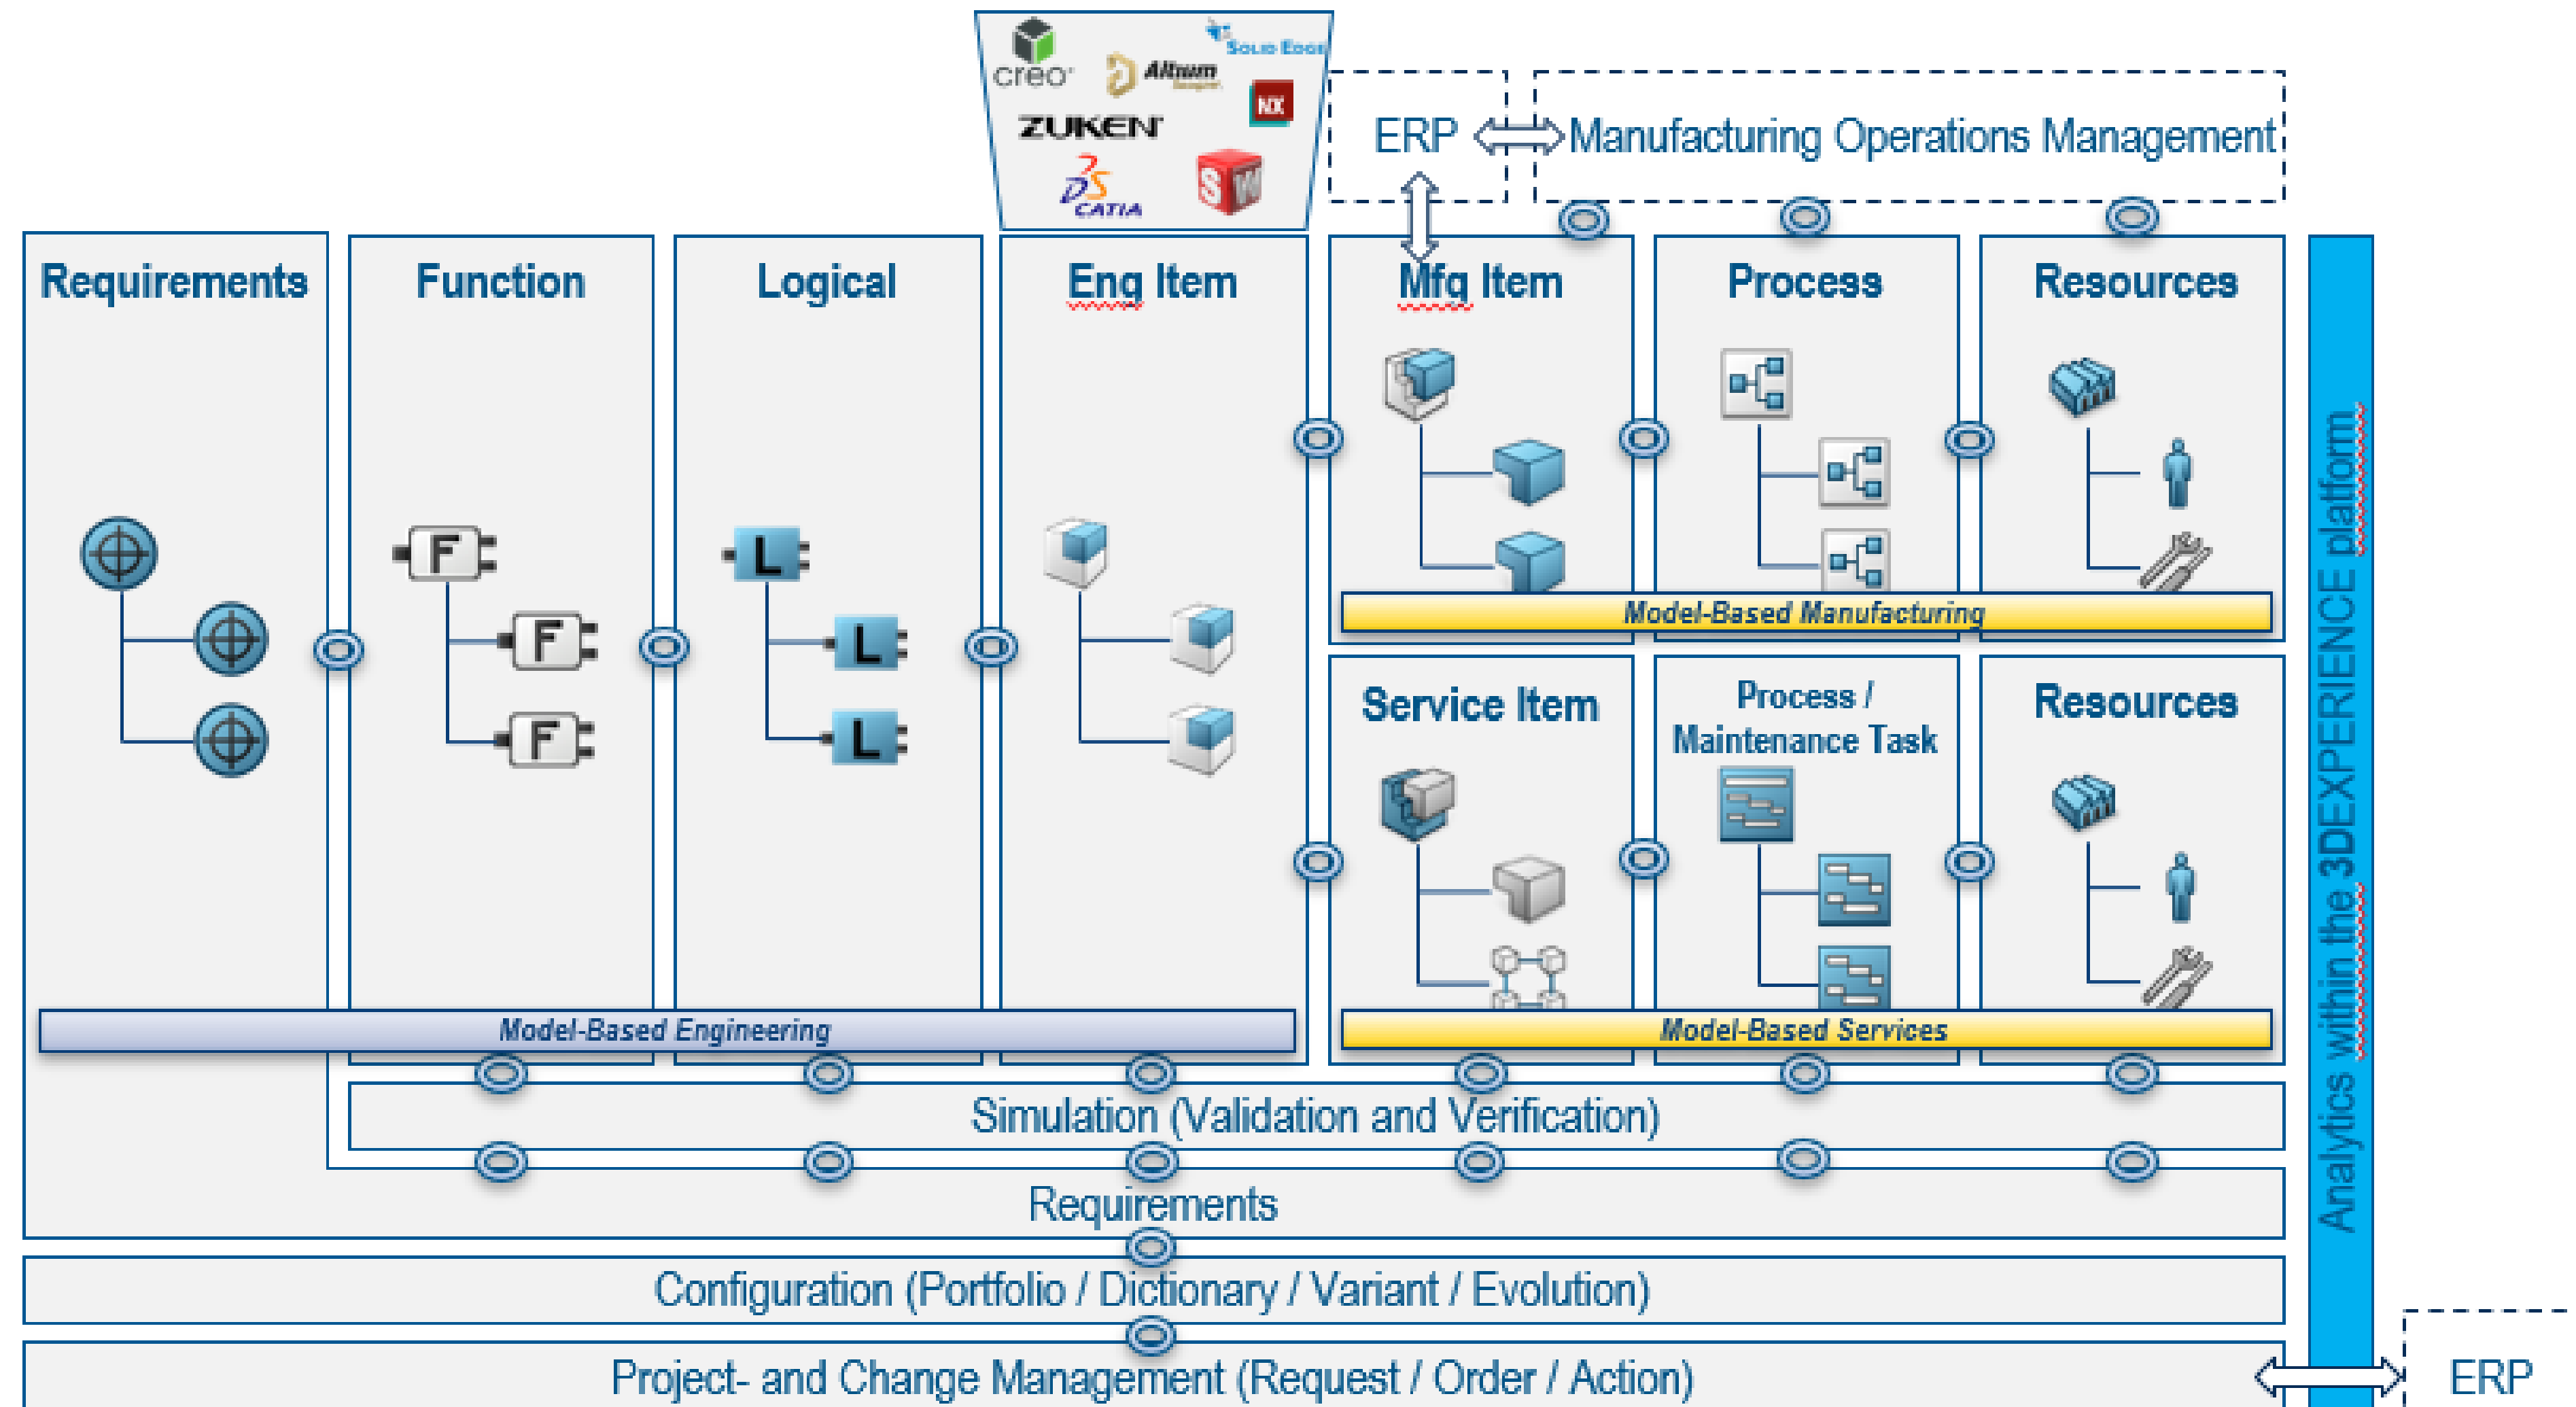 creo
Altium
Designer
SOLID EDGE
NX
ZUKEN
DS
CATIA
SW
ERP
Manufacturing Operations Management
Requirements
Function
Logical
Eng Item
Mfg Item
Process
Resources
F
F
F
L
L
L
Model-Based Manufacturing
Service Item
Process /
Maintenance Task
Resources
Model-Based Engineering
Model-Based Services
Simulation (Validation and Verification)
Requirements
Configuration (Portfolio / Dictionary / Variant / Evolution)
Project- and Change Management (Request / Order / Action)
Analytics within the 3DEXPERIENCE platform
ERP